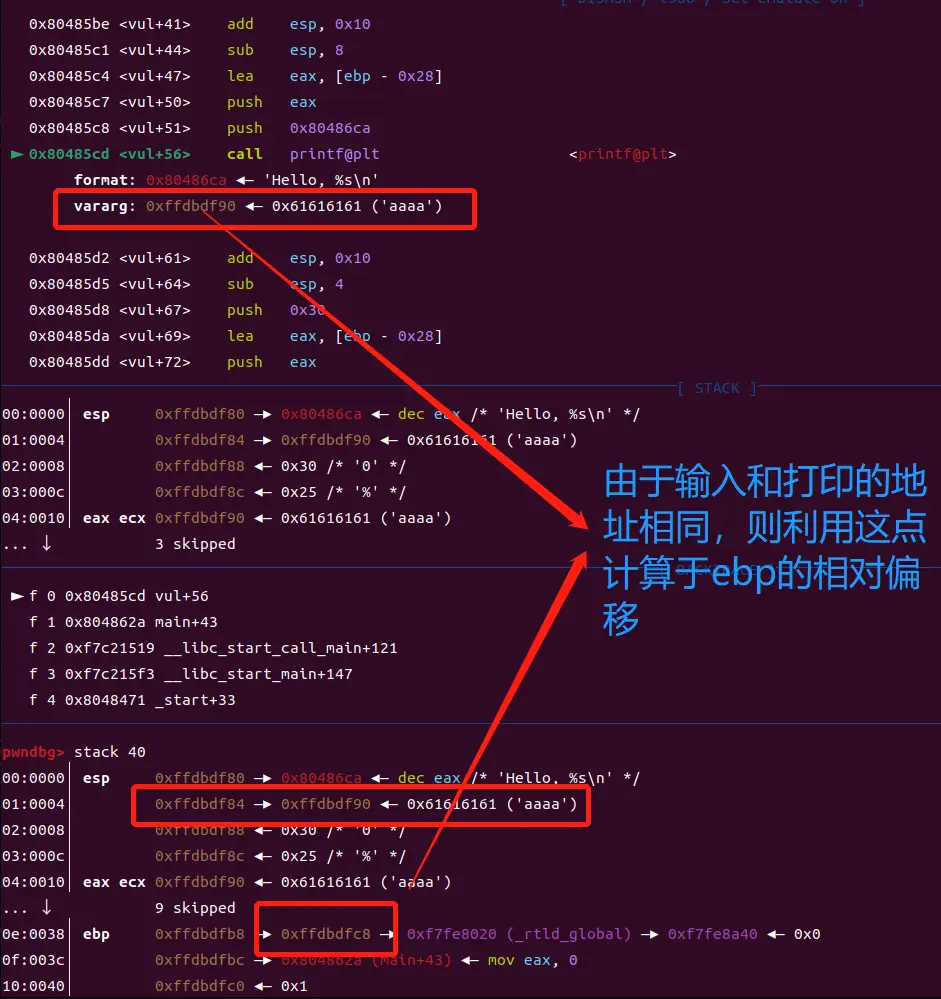 [ DISASM / i386 / set emulate on ]
0x80485be <vul+41> add esp, 0x10
0x80485c1 <vul+44> sub esp, 8
0x80485c4 <vul+47> lea eax, [ebp - 0x28]
0x80485c7 <vul+50> push eax
0x80485c8 <vul+51> push 0x80486ca
► 0x80485cd <vul+56> call printf@plt <printf@plt>
format: 0x80486ca ◂— 'Hello, %s\n'
vararg: 0xffdbdf90 ◂— 0x61616161 ('aaaa')
0x80485d2 <vul+61> add esp, 0x10
0x80485d5 <vul+64> sub esp, 4
0x80485d8 <vul+67> push 0x30
0x80485da <vul+69> lea eax, [ebp - 0x28]
0x80485dd <vul+72> push eax
[ STACK ]
00:0000│ esp 0xffdbdf80 —▸ 0x80486ca ◂— dec eax /* 'Hello, %s\n' */
01:0004│ 0xffdbdf84 —▸ 0xffdbdf90 ◂— 0x61616161 ('aaaa')
02:0008│ 0xffdbdf88 ◂— 0x30 /* '0' */
03:000c│ 0xffdbdf8c ◂— 0x25 /* '%' */
04:0010│ eax ecx 0xffdbdf90 ◂— 0x61616161 ('aaaa')
... ↓ 3 skipped
由于输入和打印的地
址相同，则利用这点
计算于ebp的相对偏
移
► f 0 0x80485cd vul+56
f 1 0x804862a main+43
f 2 0xf7c21519 __libc_start_call_main+121
f 3 0xf7c215f3 __libc_start_main+147
f 4 0x8048471 _start+33
pwndbg> stack 40
00:0000│ esp 0xffdbdf80 —▸ 0x80486ca ◂— dec eax /* 'Hello, %s\n' */
01:0004│ 0xffdbdf84 —▸ 0xffdbdf90 ◂— 0x61616161 ('aaaa')
02:0008│ 0xffdbdf88 ◂— 0x30 /* '0' */
03:000c│ 0xffdbdf8c ◂— 0x25 /* '%' */
04:0010│ eax ecx 0xffdbdf90 ◂— 0x61616161 ('aaaa')
... ↓ 9 skipped
0e:0038│ ebp 0xffdbdfb8 —▸ 0xffdbdfc8 —▸ 0xf7fe8020 (_rtld_global) —▸ 0xf7fe8a40 ◂— 0x0
0f:003c│ 0xffdbdfbc —▸ 0x804862a (main+43) ◂— mov eax, 0
10:0040│ 0xffdbdfc0 ◂— 0x1